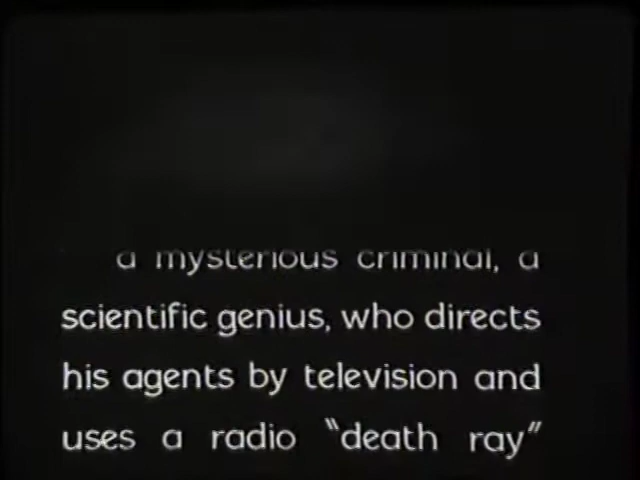 a mysterious criminal, a
scientific genius, who directs
his agents by television and
uses a radio "death ray"